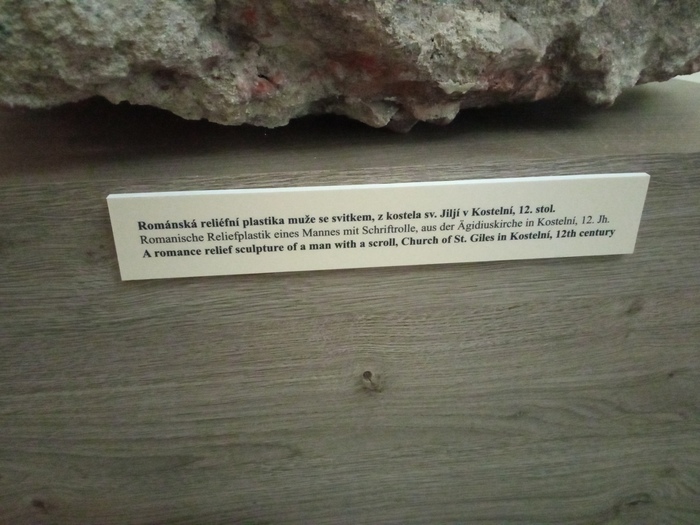 Románská reliéfní plastika muže se svitkem, z kostela sv. Jiljí v Kostelní, 12. stol.
Romanische Reliefplastik eines Mannes mit Schriftrolle, aus der Ägidiuskirche in Kostelní, 12. Jh.
A romance relief sculpture of a man with a scroll, Church of St. Giles in Kostelní, 12th century